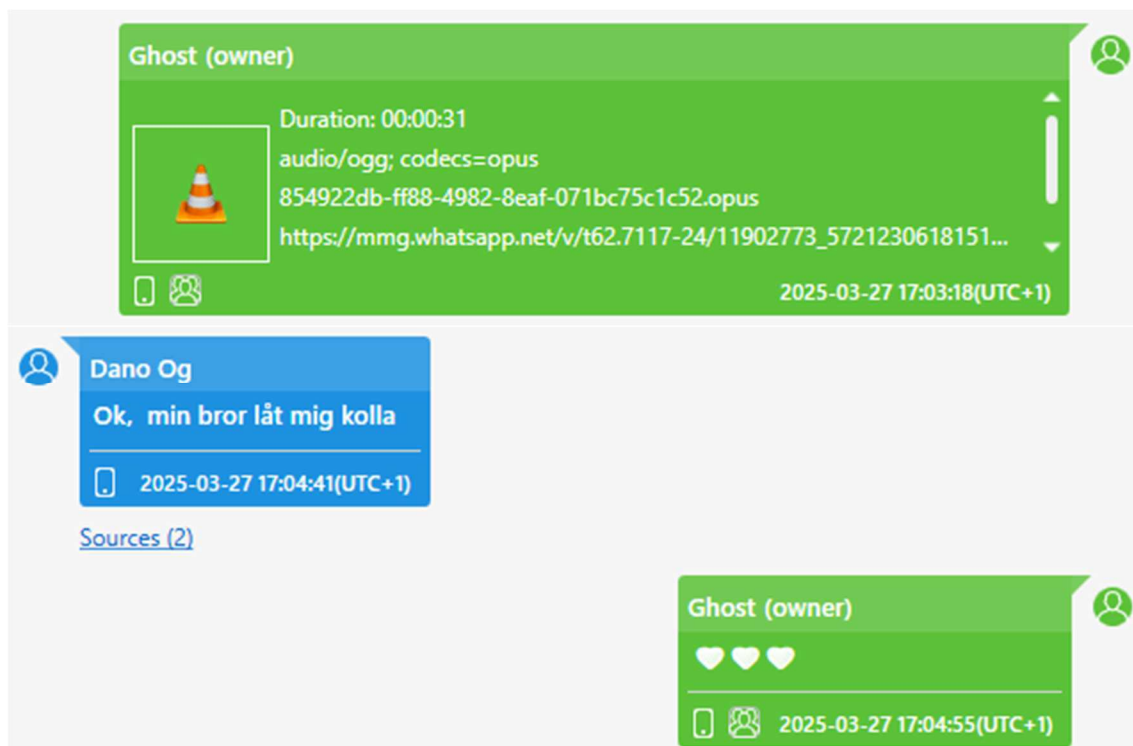 Ghost (owner)
Duration: 00:00:31
audio/ogg; codecs=opus
854922db-ff88-4982-8eaf-071bc75c1c52.opus
https://mmg.whatsapp.net/v/t62.7117-24/11902773_5721230618151...
2025-03-27 17:03:18(UTC+1)
Dano Og
Ok,  min bror låt mig kolla
2025-03-27 17:04:41(UTC+1)
Sources (2)
Ghost (owner)
🤍🤍🤍
2025-03-27 17:04:55(UTC+1)